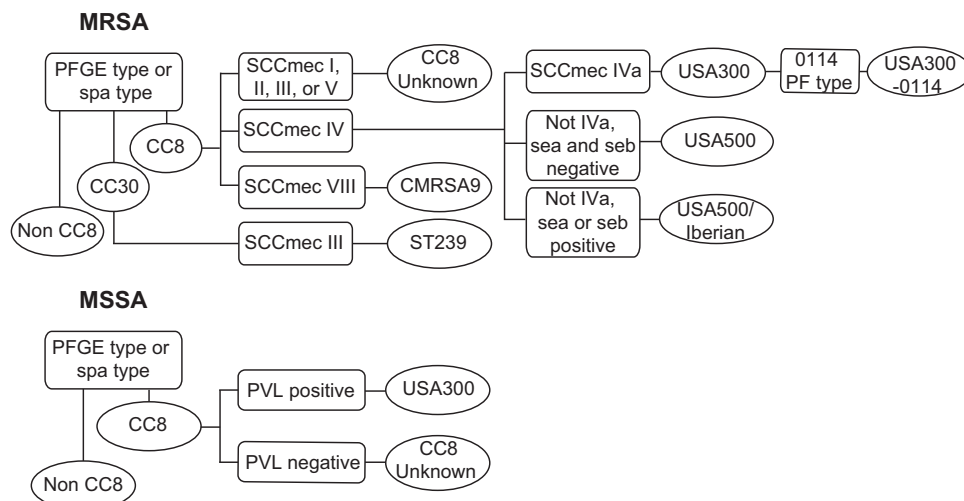 MRSA
PFGE type or
spa type
CC8
CC30
Non CC8
SCCmec I,
II, III, or V
CC8
Unknown
SCCmec IV
SCCmec VIII
CMRSA9
SCCmec III
ST239
SCCmec IVa
USA300
0114
PF type
USA300
-0114
Not IVa,
sea and seb
negative
USA500
Not IVa,
sea or seb
positive
USA500/
Iberian
MSSA
PFGE type or
spa type
CC8
Non CC8
PVL positive
USA300
PVL negative
CC8
Unknown